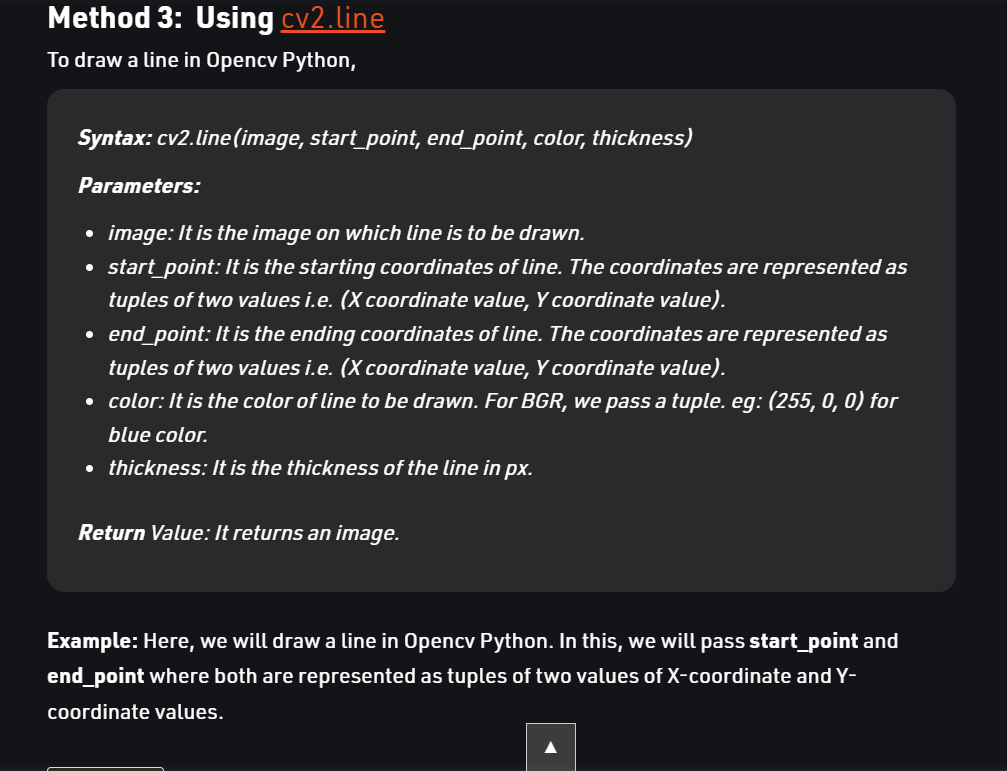 Method 3: Using cv2.line
To draw a line in Opencv Python,
Syntax: cv2.line(image, start_point, end_point, color, thickness)
Parameters:
• image: It is the image on which line is to be drawn.
• start_point: It is the starting coordinates of line. The coordinates are represented as
tuples of two values i.e. (X coordinate value, Y coordinate value).
• end_point: It is the ending coordinates of line. The coordinates are represented as
tuples of two values i.e. (X coordinate value, Y coordinate value).
• color: It is the color of line to be drawn. For BGR, we pass a tuple. eg: (255, 0, 0) for
blue color.
• thickness: It is the thickness of the line in px.
Return Value: It returns an image.
Example: Here, we will draw a line in Opencv Python. In this, we will pass start_point and
end_point where both are represented as tuples of two values of X-coordinate and Y-
coordinate values.